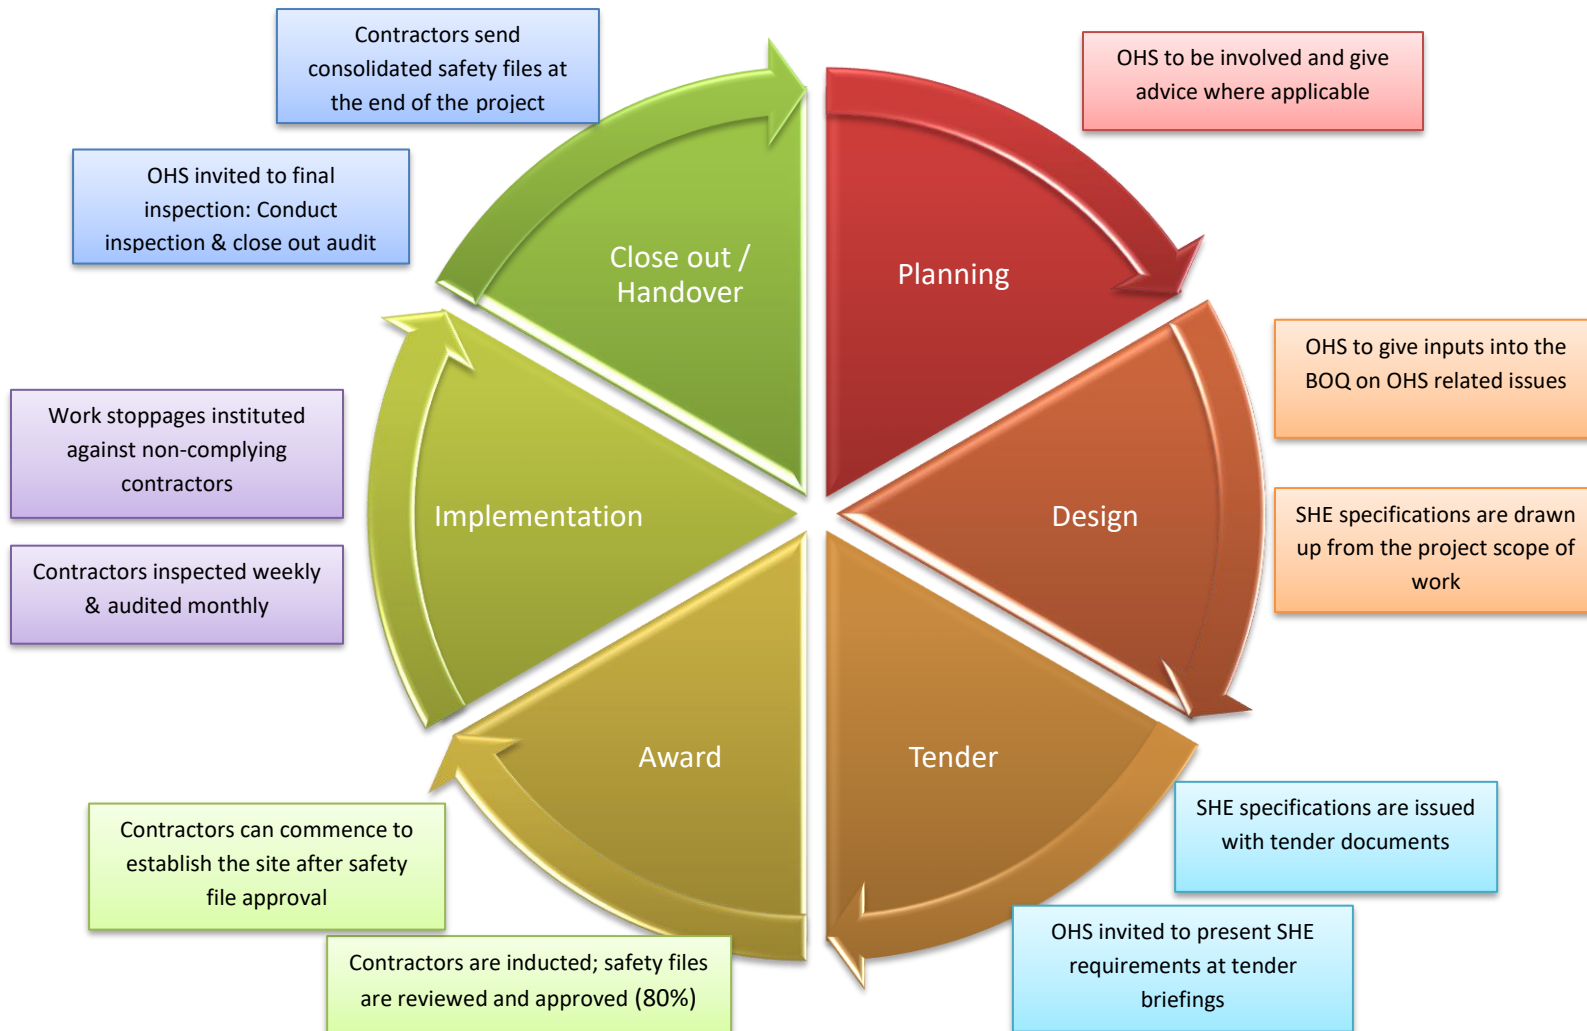 Contractors send
consolidated safety files at
the end of the project
OHS to be involved and give
advice where applicable
OHS invited to final
inspection: Conduct
inspection & close out audit
Close out /
Handover
Planning
OHS to give inputs into the
BOQ on OHS related issues
Work stoppages instituted
against non-complying
contractors
Implementation
Design
SHE specifications are drawn
up from the project scope of
work
Contractors inspected weekly
& audited monthly
Award
Tender
SHE specifications are issued
with tender documents
Contractors can commence to
establish the site after safety
file approval
OHS invited to present SHE
requirements at tender
briefings
Contractors are inducted; safety files
are reviewed and approved (80%)